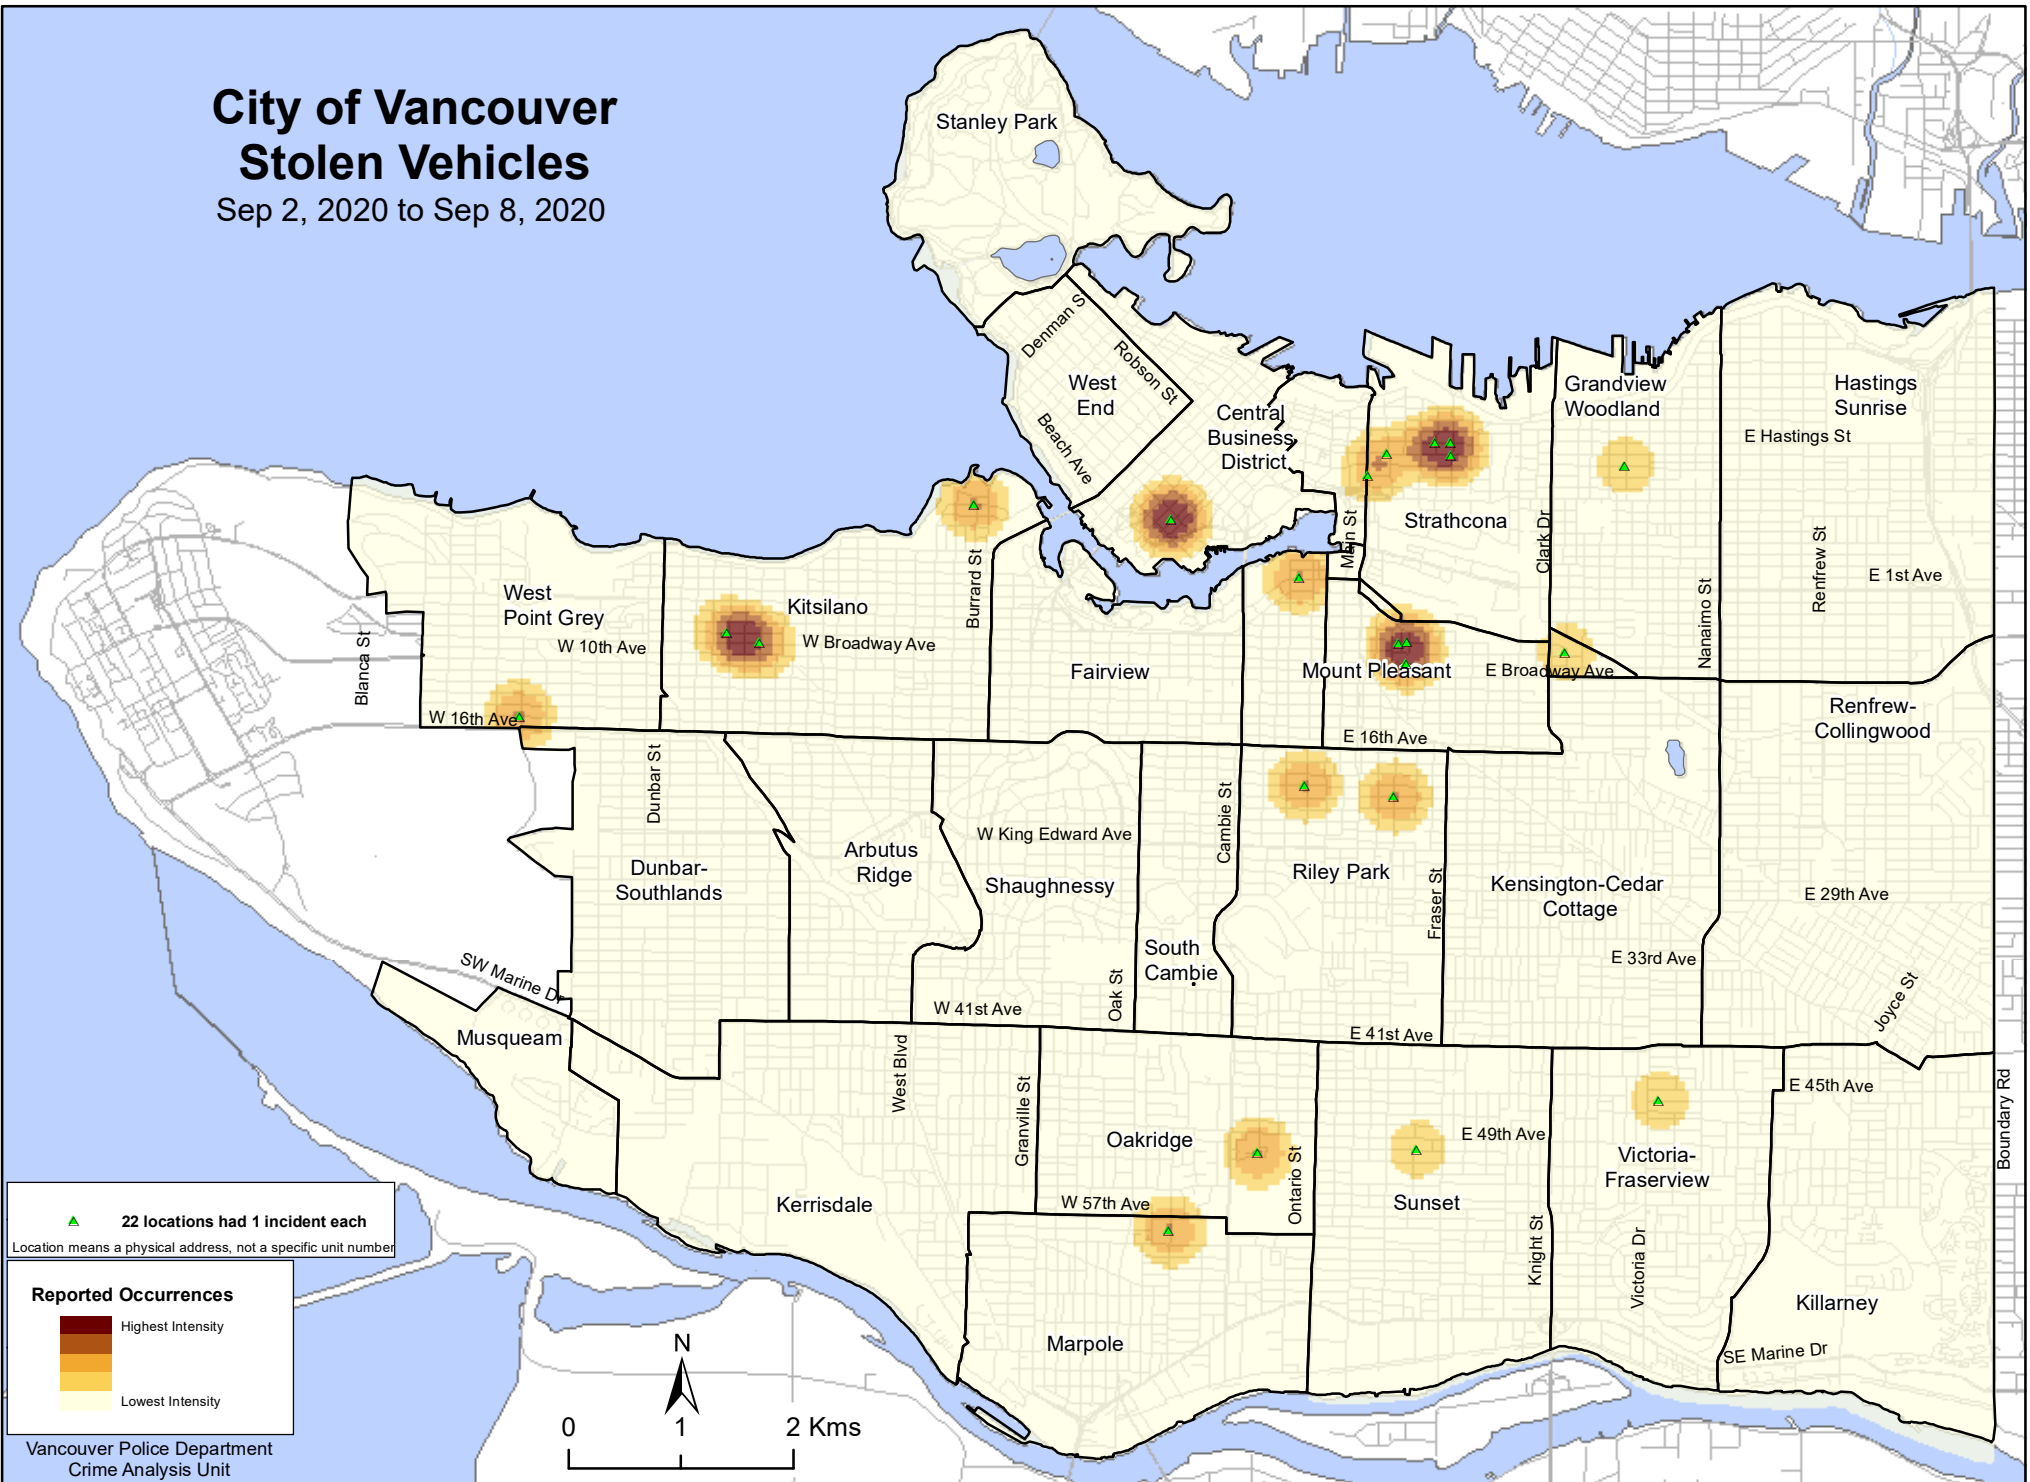 City of Vancouver
Stolen Vehicles
Sep 2, 2020 to Sep 8, 2020
Stanley Park
Denman S
Robson St
West
End
Beach Ave
Central
Business
District
Grandview
Woodland
Hastings
Sunrise
E Hastings St
Strathcona
Main St
Clark Dr
Nanaimo St
Renfrew St
E 1st Ave
West
Point Grey
W 10th Ave
Blanca St
W 16th Ave
Kitsilano
W Broadway Ave
Burrard St
Fairview
Mount Pleasant
E Broadway Ave
E 16th Ave
Renfrew-
Collingwood
Dunbar St
Dunbar-
Southlands
Arbutus
Ridge
W King Edward Ave
Shaughnessy
Cambie St
Riley Park
Fraser St
Kensington-Cedar
Cottage
E 29th Ave
E 33rd Ave
South
Cambie
Oak St
W 41st Ave
E 41st Ave
Joyce St
SW Marine Dr
Musqueam
West Blvd
Granville St
Oakridge
W 57th Ave
Ontario St
E 49th Ave
Sunset
Knight St
Victoria-
Fraserview
Victoria Dr
E 45th Ave
Boundary Rd
Kerrisdale
Marpole
Killarney
SE Marine Dr
22 locations had 1 incident each
Location means a physical address, not a specific unit number
Reported Occurrences
Highest Intensity
Lowest Intensity
Vancouver Police Department
Crime Analysis Unit
N
0 1 2 Kms